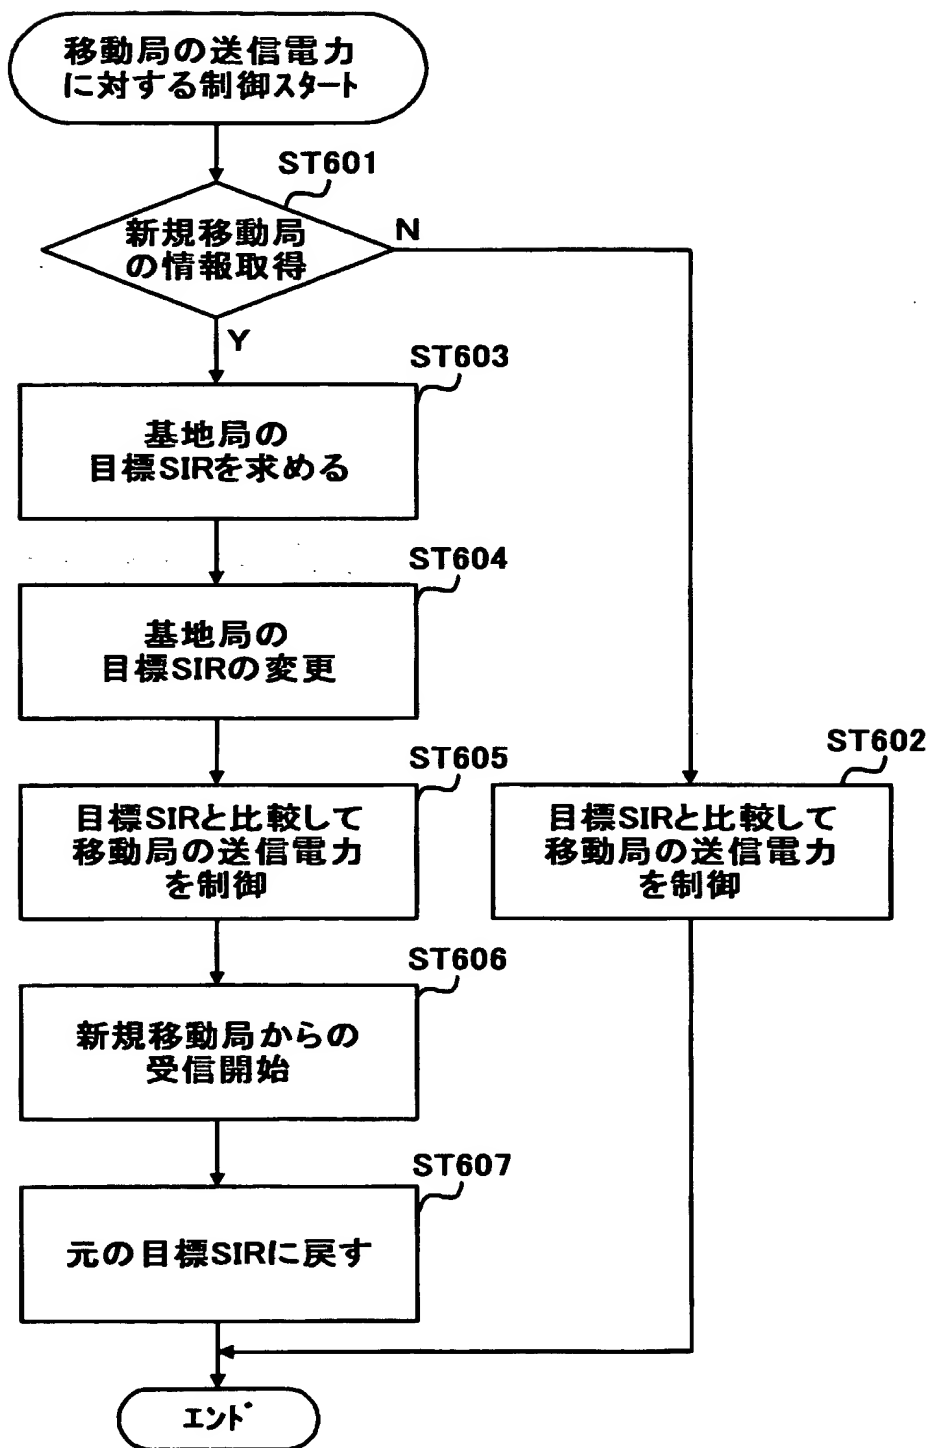 移動局の送信電力
に対する制御スタート
ST601
新規移動局
の情報取得
N
Y
ST603
基地局の
目標SIRを求める
ST604
基地局の
目標SIRの変更
ST605
目標SIRと比較して
移動局の送信電力
を制御
ST602
目標SIRと比較して
移動局の送信電力
を制御
ST606
新規移動局からの
受信開始
ST607
元の目標SIRに戻す
エンド